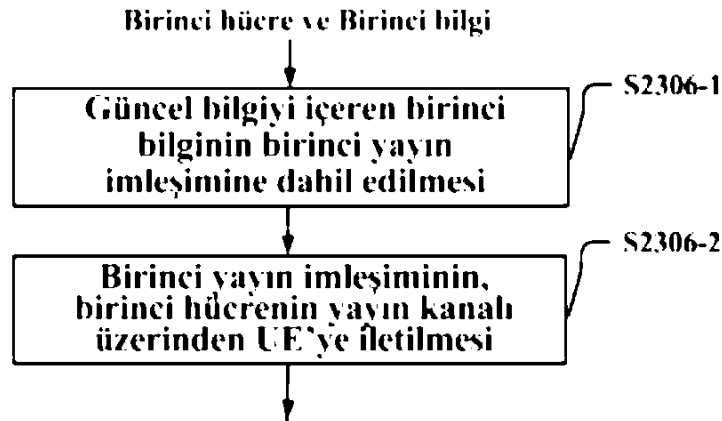 Birinci hücre ve Birinci bilgi
S2306-1
Güncel bilgiyi içeren birinci
bilginin birinci yayın
imleşimine dahil edilmesi
S2306-2
Birinci yayın imleşiminin,
birinci hücrenin yayın kanalı
üzerinden UE'ye iletilmesi